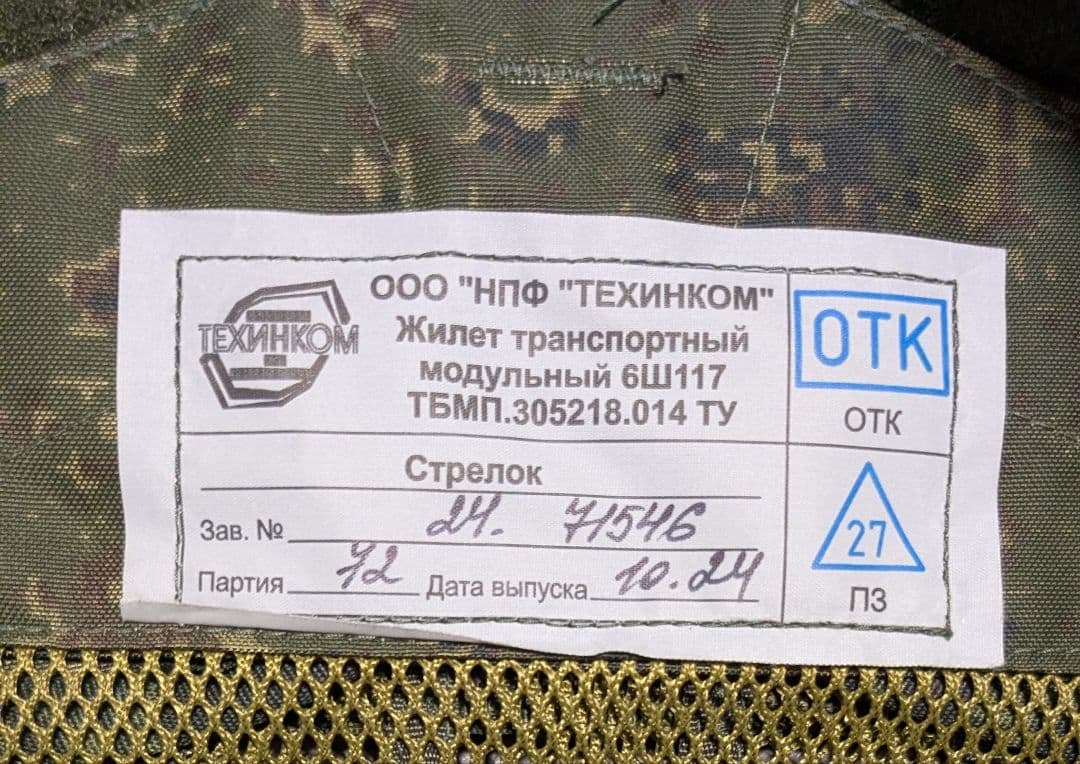 ТЕХИНКОМ
ООО "НПФ "ТЕХИНКОМ"
Жилет транспортный
модульный 6Ш117
ТБМП.305218.014 ТУ
ОТК
ОТК
Стрелок
Зав. № 24. 71546
Партия 72 Дата выпуска 10.24
27
ПЗ